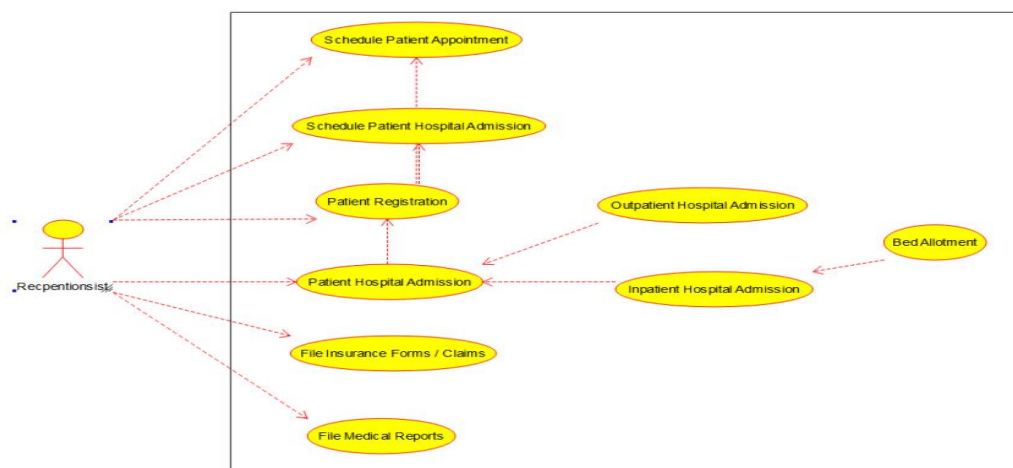 Schedule Patient Appointment
Schedule Patient Hospital Admission
Patient Registration
Outpatient Hospital Admission
Bed Allotment
Recpentionsist
Patient Hospital Admission
Inpatient Hospital Admission
File Insurance Forms / Claims
File Medical Reports